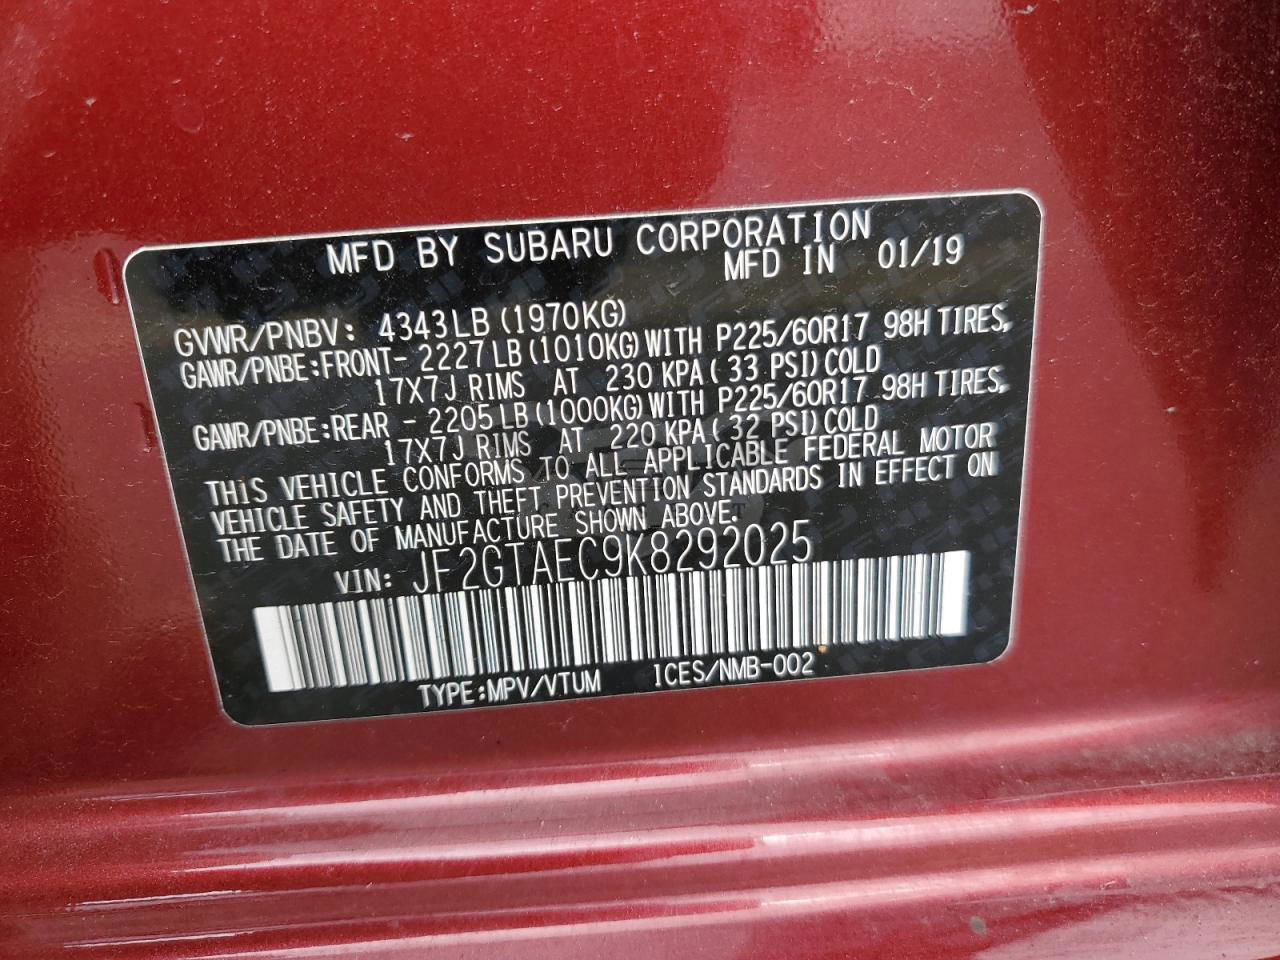 MFD BY SUBARU CORPORATION
MFD IN 01/19
GVWR/PNBV: 4343LB(1970KG)
GAWR/PNBE:FRONT- 2227LB(1010KG)WITH P225/60R17 98H TIRES,
17X7J RIMS AT 230 KPA( 33 PSI)COLD
GAWR/PNBE:REAR - 2205LB(1000KG)WITH P225/60R17 98H TIRES,
17X7J RIMS AT 220 KPA( 32 PSI)COLD
THIS VEHICLE CONFORMS TO ALL APPLICABLE FEDERAL MOTOR
VEHICLE SAFETY AND THEFT PREVENTION STANDARDS IN EFFECT ON
THE DATE OF MANUFACTURE SHOWN ABOVE.
VIN: JF2GTAEC9K8292025
TYPE:MPV/VTUM ICES/NMB-002